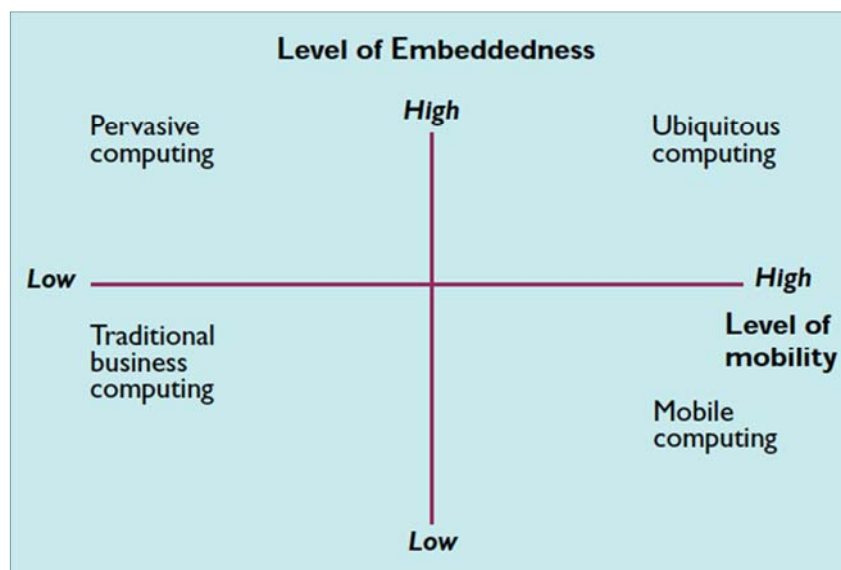 Level of Embeddedness
High
Pervasive
computing
Ubiquitous
computing
Low
High
Traditional
business
computing
Level of
mobility
Mobile
computing
Low